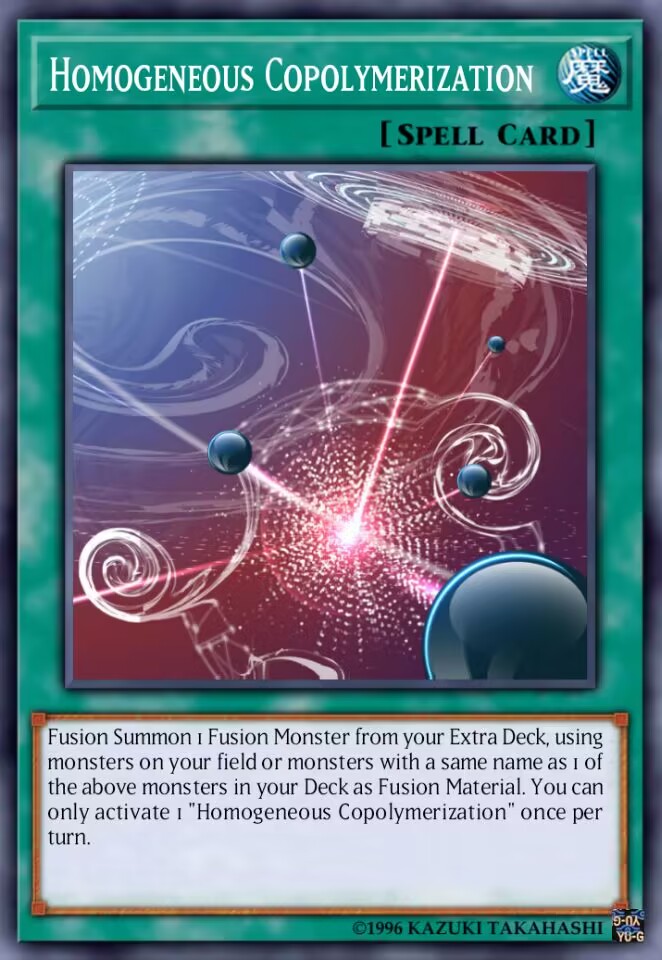 Homogeneous Copolymerization
SPELL
魔
[Spell Card]
Fusion Summon 1 Fusion Monster from your Extra Deck, using
monsters on your field or monsters with a same name as 1 of
the above monsters in your Deck as Fusion Material. You can
only activate 1 "Homogeneous Copolymerization" once per
turn.
©1996 KAZUKI TAKAHASHI